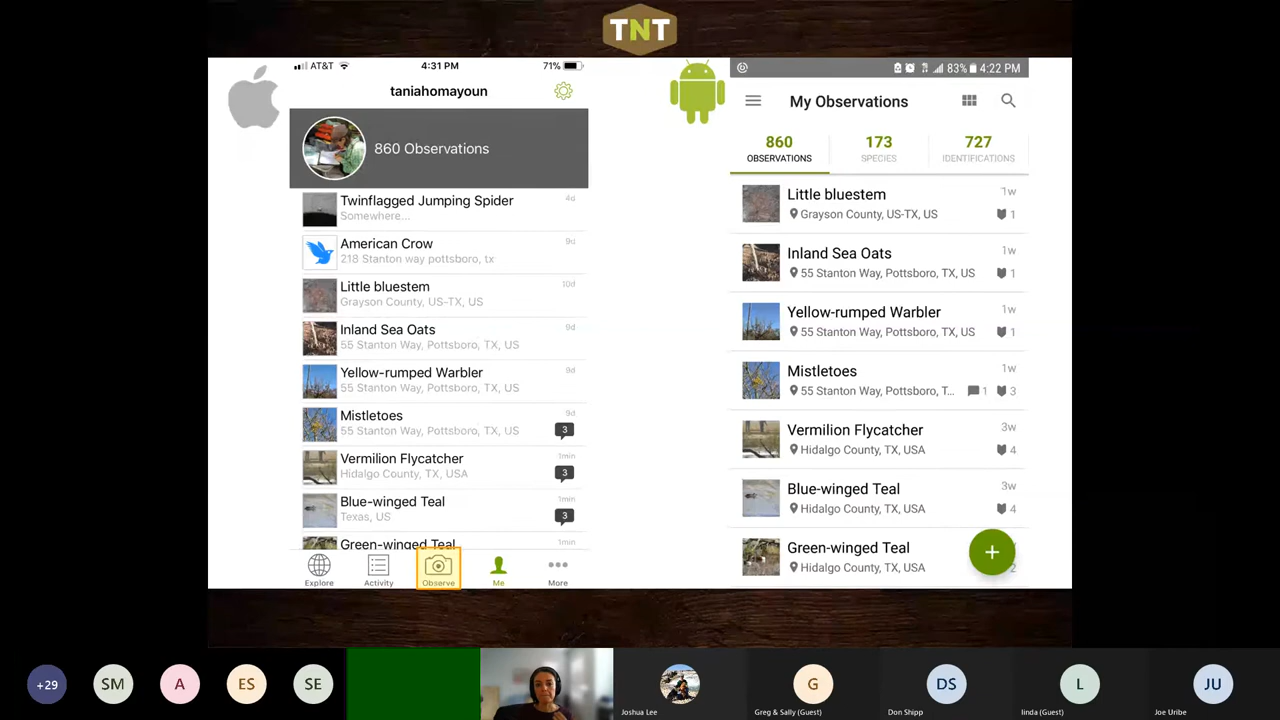 TNT
AT&T
4:31 PM
71%
taniahomayoun
860 Observations
Twinflagged Jumping Spider
4d
Somewhere...
American Crow
9d
218 Stanton way pottsboro, tx
Little bluestem
10d
Grayson County, US-TX, US
Inland Sea Oats
9d
55 Stanton Way, Pottsboro, TX, US
Yellow-rumped Warbler
9d
55 Stanton Way, Pottsboro, TX, US
Mistletoes
9d
55 Stanton Way, Pottsboro, TX, US
3
Vermilion Flycatcher
1min
Hidalgo County, TX, USA
3
Blue-winged Teal
1min
Texas, US
3
Green-winged Teal
1min
Explore
Activity
Observe
Me
More
83%
4:22 PM
My Observations
860
173
727
OBSERVATIONS
SPECIES
IDENTIFICATIONS
Little bluestem
1w
Grayson County, US-TX, US
1
Inland Sea Oats
1w
55 Stanton Way, Pottsboro, TX, US
1
Yellow-rumped Warbler
1w
55 Stanton Way, Pottsboro, TX, US
1
Mistletoes
1w
55 Stanton Way, Pottsboro, T...
1
3
Vermilion Flycatcher
3w
Hidalgo County, TX, USA
4
Blue-winged Teal
3w
Hidalgo County, TX, USA
4
Green-winged Teal
Hidalgo County, TX, USA
2
+29
SM
A
ES
SE
Joshua Lee
G
Greg & Sally (Guest)
DS
Don Shipp
L
linda (Guest)
JU
Joe Uribe